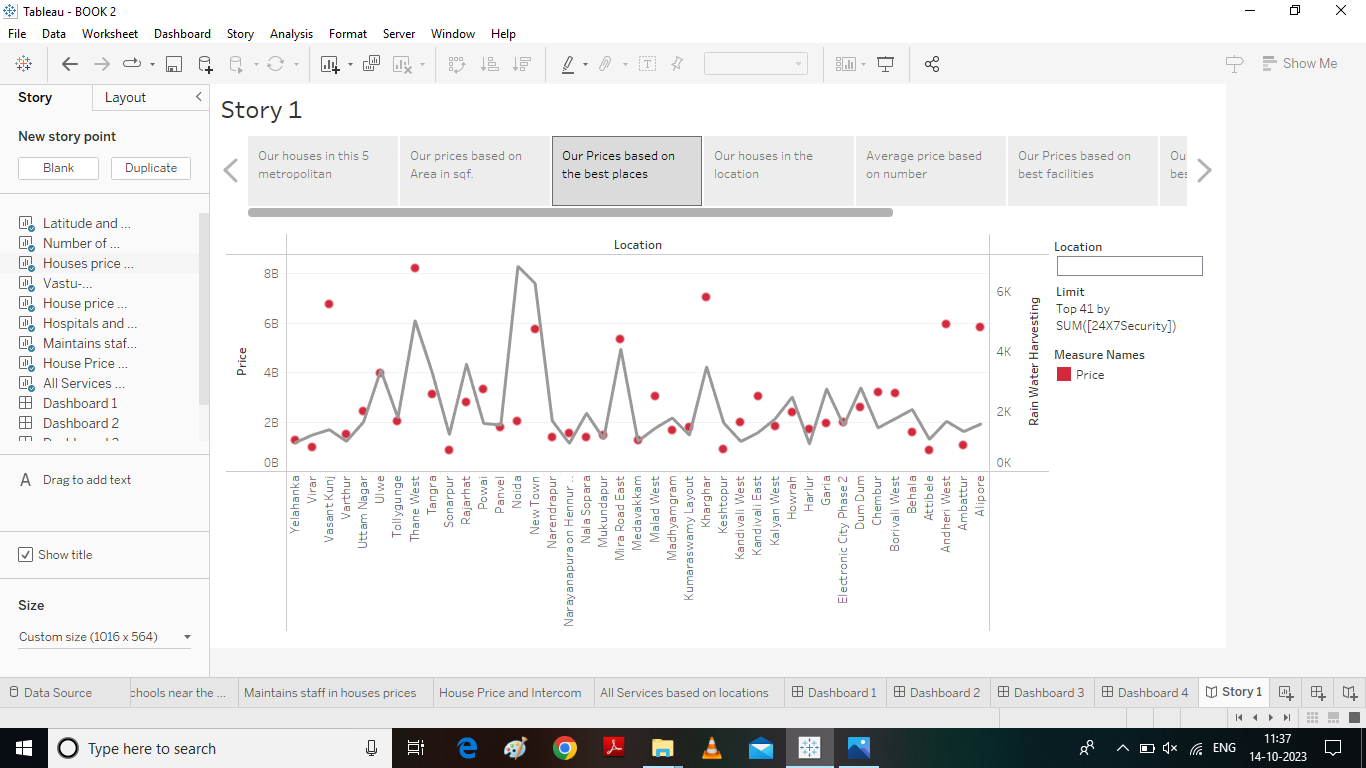 Tableau - BOOK 2
File Data Worksheet Dashboard Story Analysis Format Server Window Help
Show Me
Story Layout
New story point
Blank Duplicate
Latitude and ...
Number of ...
Houses price ...
Vastu-...
House price ...
Hospitals and ...
Maintains staf...
House Price ...
All Services ...
Dashboard 1
Dashboard 2
A Drag to add text
Show title
Size
Custom size (1016 x 564)
Story 1
Our houses in this 5
metropolitan
Our prices based on
Area in sqf.
Our Prices based on
the best places
Our houses in the
location
Average price based
on number
Our Prices based on
best facilities
Ou
bes
Location
Price
8B
6B
4B
2B
0B
6K
4K
2K
0K
Rain Water Harvesting
Yelahanka
Virar
Vasant Kunj
Varthur
Uttam Nagar
Ulwe
Tollygunge
Thane West
Tangra
Sonarpur
Rajarhat
Powai
Panvel
Noida
New Town
Narendrapur
Narayanapura on Hennur ..
Nala Sopara
Mukundapur
Mira Road East
Medavakkam
Malad West
Madhyamgram
Kumaraswamy Layout
Kharghar
Keshtopur
Kandivali West
Kandivali East
Kalyan West
Howrah
Harlur
Garia
Electronic City Phase 2
Dum Dum
Chembur
Borivali West
Behala
Attibele
Andheri West
Ambattur
Alipore
Location
Limit
Top 41 by
SUM([24X7Security])
Measure Names
Price
Data Source chools near the ... Maintains staff in houses prices House Price and Intercom All Services based on locations Dashboard 1 Dashboard 2 Dashboard 3 Dashboard 4 Story 1
Type here to search
ENG
11:37
14-10-2023